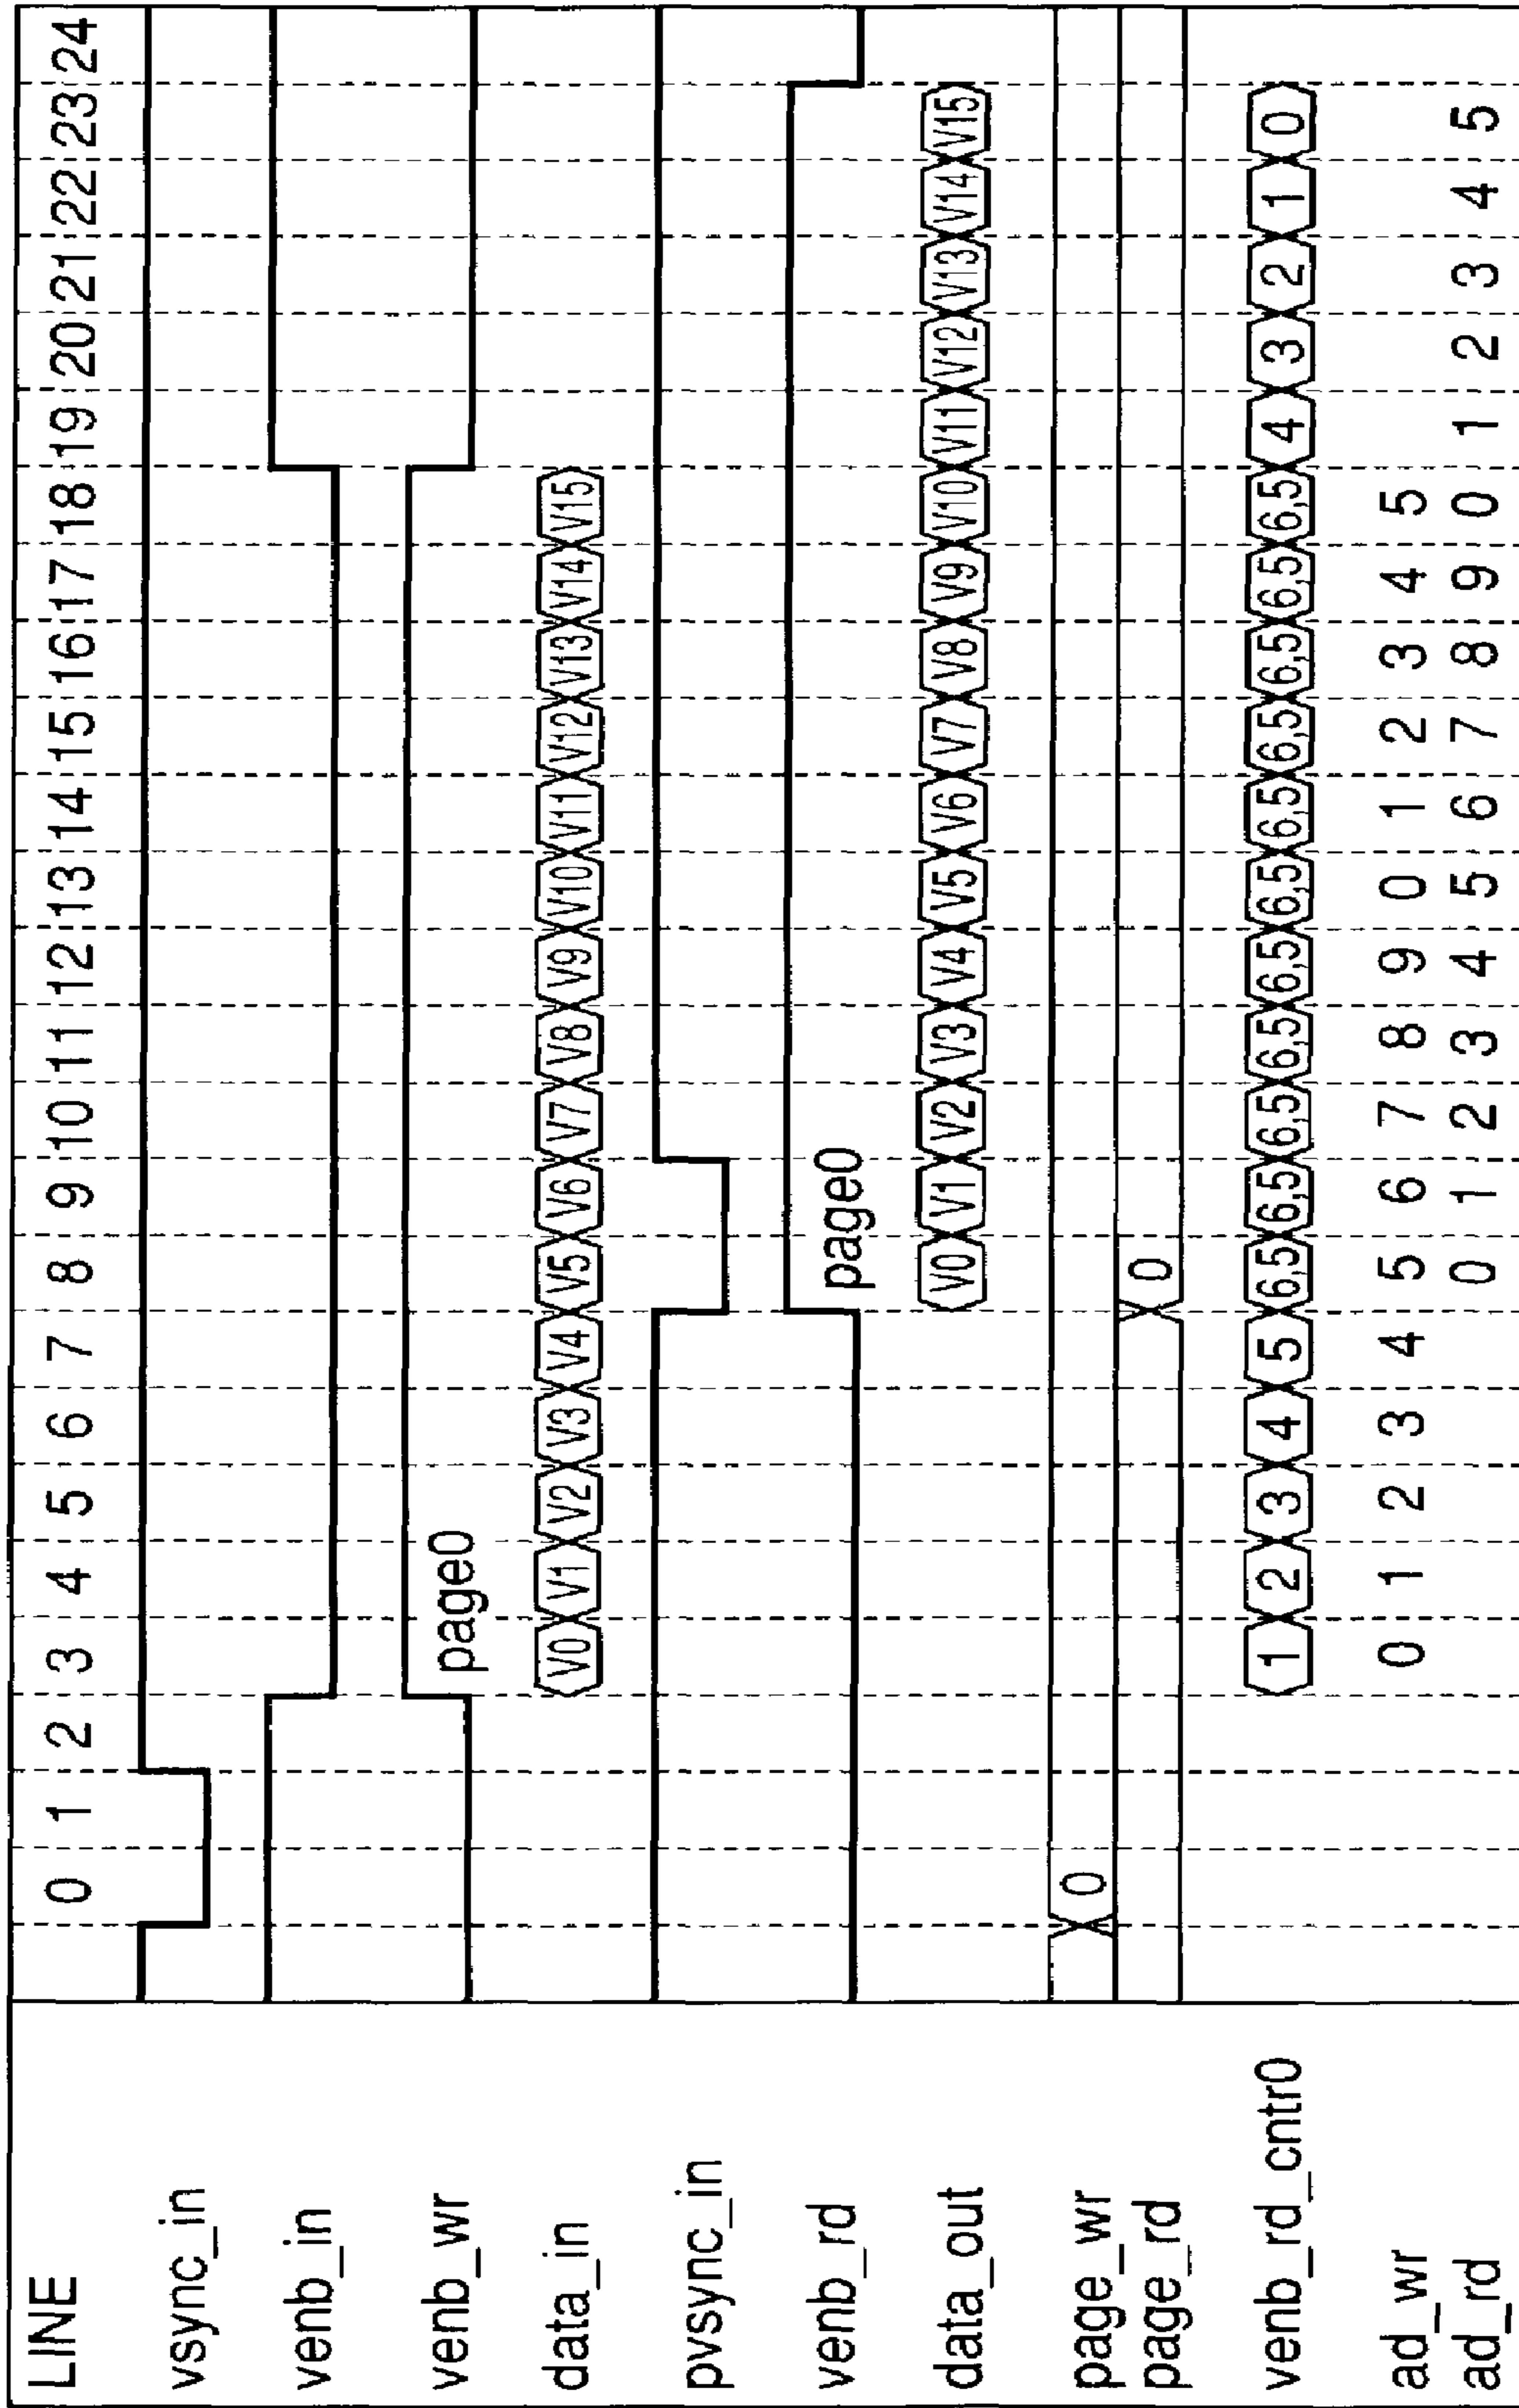 LINE 0 1 2 3 4 5 6 7 8 9 10 11 12 13 14 15 16 17 18 19 20 21 22 23 24
vsync_in
venb_in
venb_wr page0
data_in V0 V1 V2 V3 V4 V5 V6 V7 V8 V9 V10 V11 V12 V13 V14 V15
pvsync_in
venb_rd page0
data_out V0 V1 V2 V3 V4 V5 V6 V7 V8 V9 V10 V11 V12 V13 V14 V15
page_wr 0
page_rd 0
venb_rd_cntr0 1 2 3 4 5 6,5 6,5 6,5 6,5 6,5 6,5 6,5 6,5 6,5 6,5 6,5 4 3 2 1 0
ad_wr 0 1 2 3 4 5 6 7 8 9 0 1 2 3 4 5
ad_rd 0 1 2 3 4 5 6 7 8 9 0 1 2 3 4 5